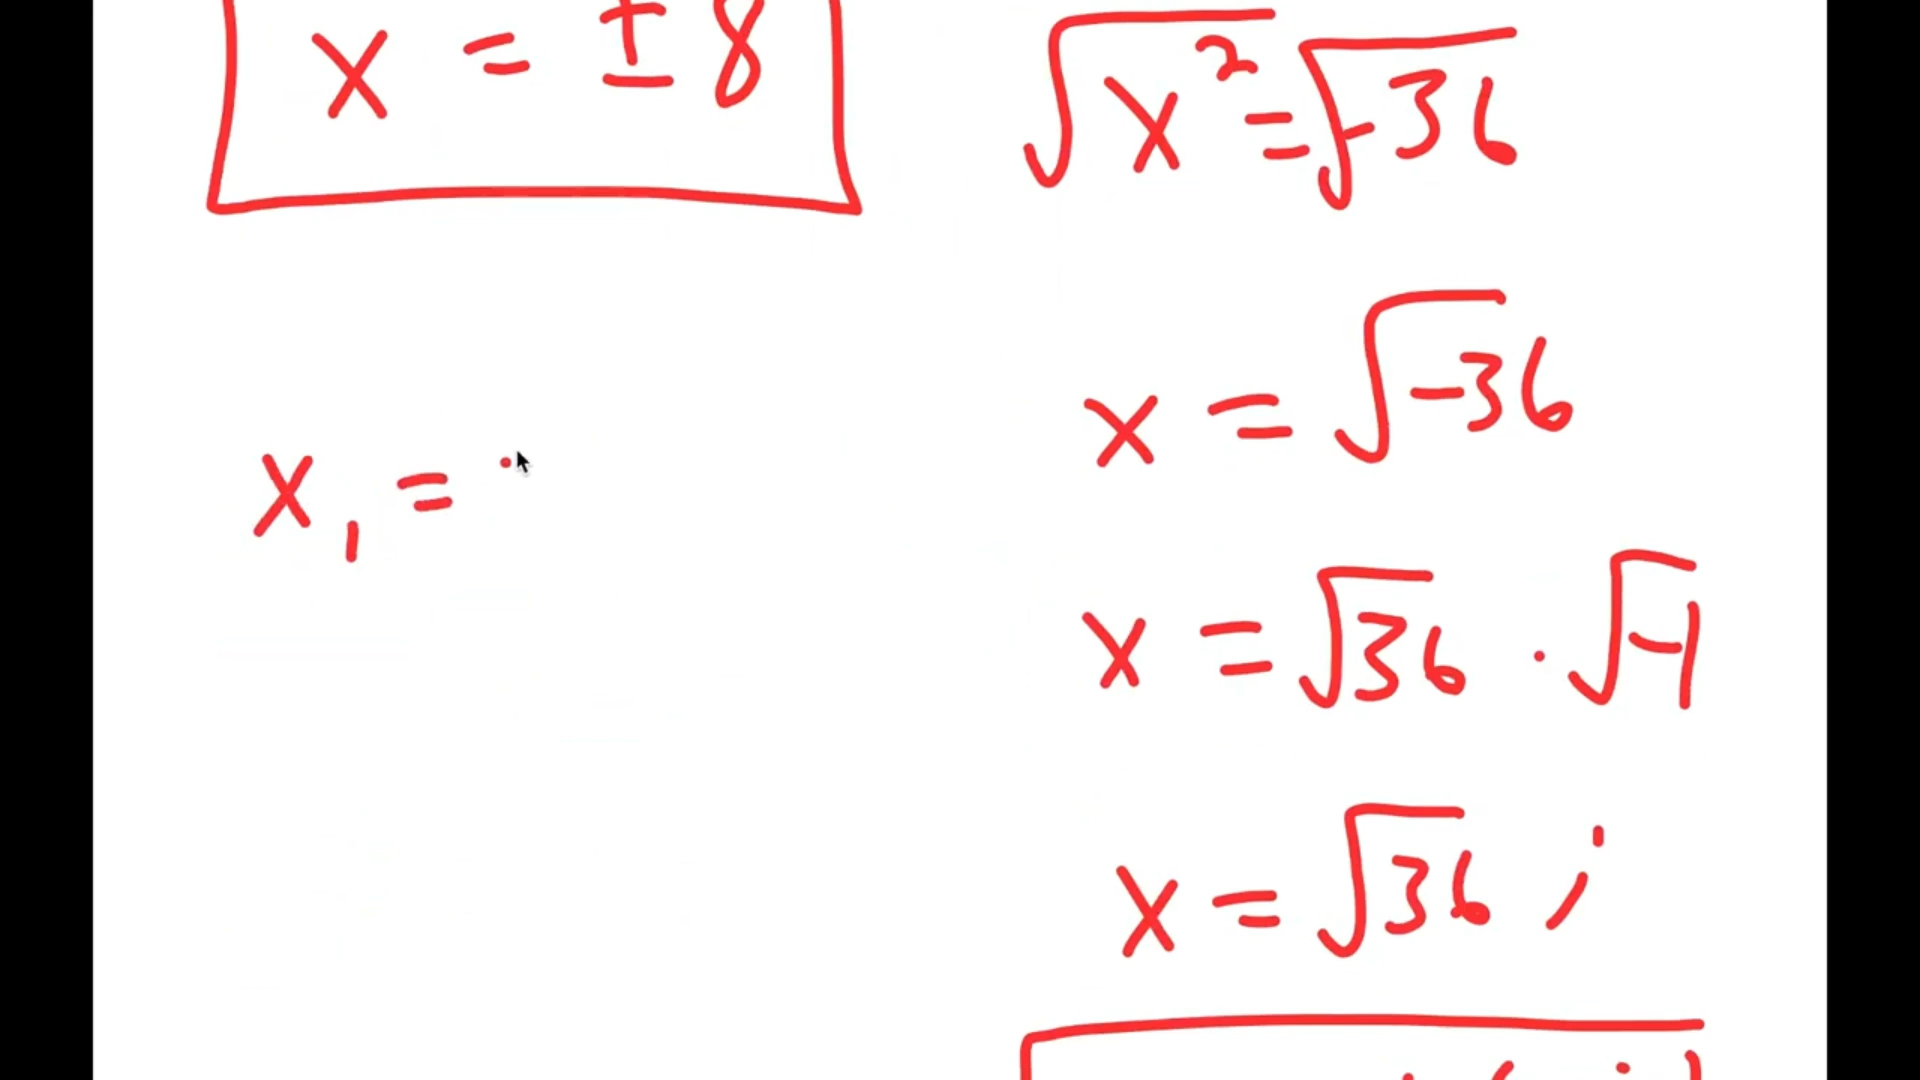 x = ±8
√x² = √-36
x = √-36
x₁ =
x = √36 · √-1
x = √36 i